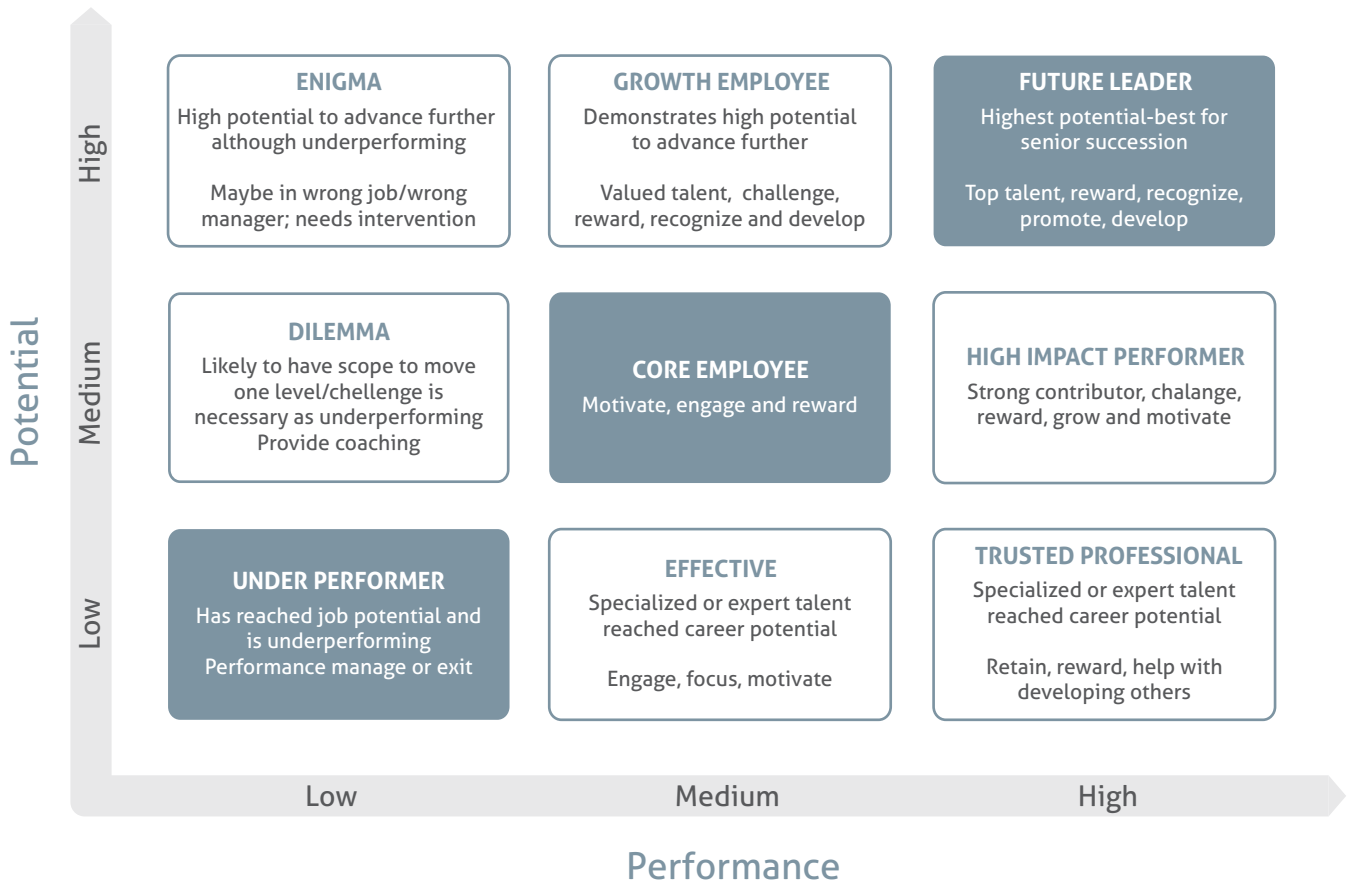 Potential
High
ENIGMA
High potential to advance further
although underperforming
Maybe in wrong job/wrong
manager; needs intervention
GROWTH EMPLOYEE
Demonstrates high potential
to advance further
Valued talent, challenge,
reward, recognize and develop
FUTURE LEADER
Highest potential-best for
senior succession
Top talent, reward, recognize,
promote, develop
Medium
DILEMMA
Likely to have scope to move
one level/chellenge is
necessary as underperforming
Provide coaching
CORE EMPLOYEE
Motivate, engage and reward
HIGH IMPACT PERFORMER
Strong contributor, chalange,
reward, grow and motivate
Low
UNDER PERFORMER
Has reached job potential and
is underperforming
Performance manage or exit
EFFECTIVE
Specialized or expert talent
reached career potential
Engage, focus, motivate
TRUSTED PROFESSIONAL
Specialized or expert talent
reached career potential
Retain, reward, help with
developing others
Low
Medium
High
Performance